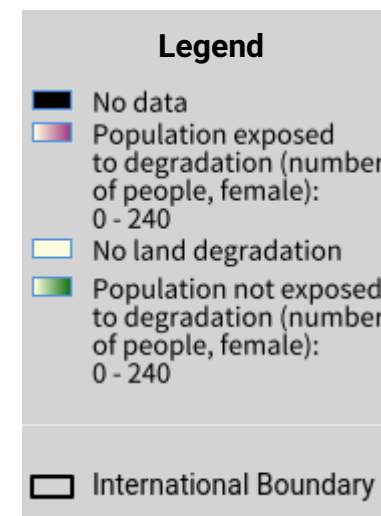 Legend
No data
Population exposed
to degradation (number
of people, female):
0 - 240
No land degradation
Population not exposed
to degradation (number
of people, female):
0 - 240
International Boundary